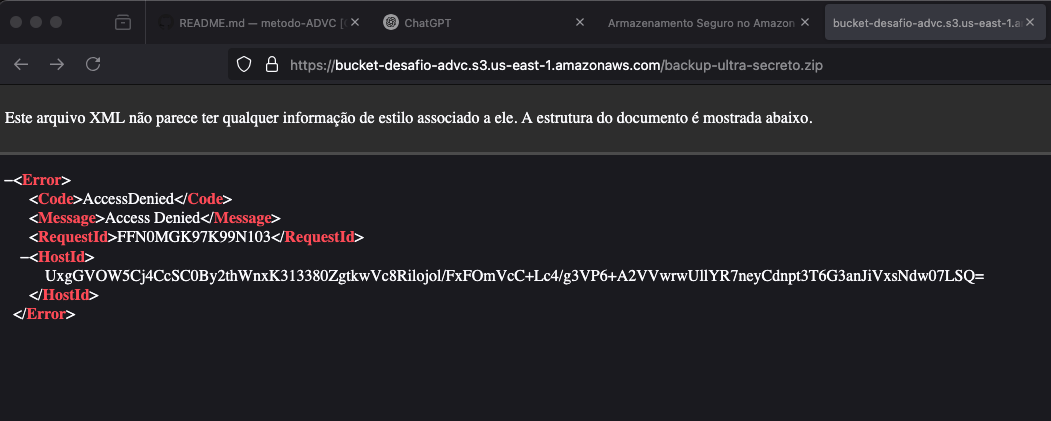 README.md — metodo-ADVC [
ChatGPT
Armazenamento Seguro no Amazon
bucket-desafio-advc.s3.us-east-1.a
https://bucket-desafio-advc.s3.us-east-1.amazonaws.com/backup-ultra-secreto.zip
Este arquivo XML não parece ter qualquer informação de estilo associado a ele. A estrutura do documento é mostrada abaixo.
–<Error>
<Code>AccessDenied</Code>
<Message>Access Denied</Message>
<RequestId>FFN0MGK97K99N103</RequestId>
–<HostId>
UxgGVOW5Cj4CcSC0By2thWnxK313380ZgtkwVc8Rilojol/FxFOmVcC+Lc4/g3VP6+A2VVwrwUllYR7neyCdnpt3T6G3anJiVxsNdw07LSQ=
</HostId>
</Error>